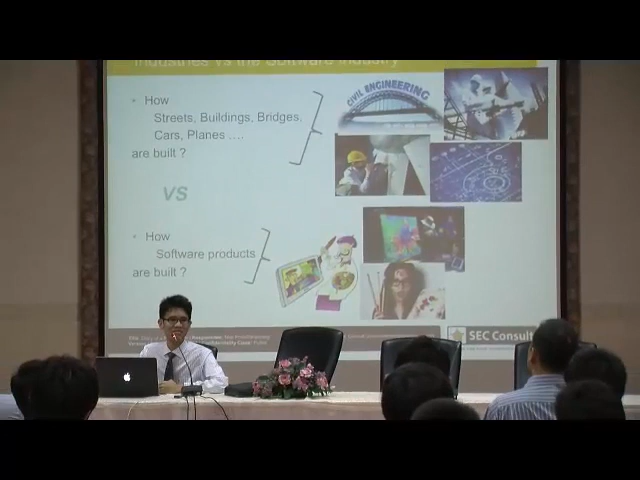 Industries vs the Software Industry
• How
Streets, Buildings, Bridges,
Cars, Planes ....
are built ?
CIVIL ENGINEERING
VS
• How
Software products
are built ?
SEC Consult